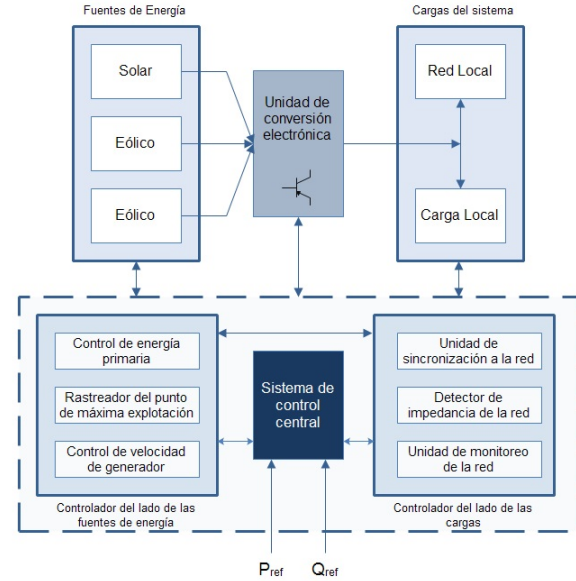 Fuentes de Energía
Cargas del sistema
Solar
Eólico
Eólico
Unidad de
conversión
electrónica
Red Local
Carga Local
Control de energía
primaria
Rastreador del punto
de máxima explotación
Control de velocidad
de generador
Controlador del lado de las
fuentes de energía
Sistema de
control
central
Unidad de
sincronización a la red
Detector de
impedancia de la red
Unidad de monitoreo
de la red
Controlador del lado de las
cargas
Pref
Qref